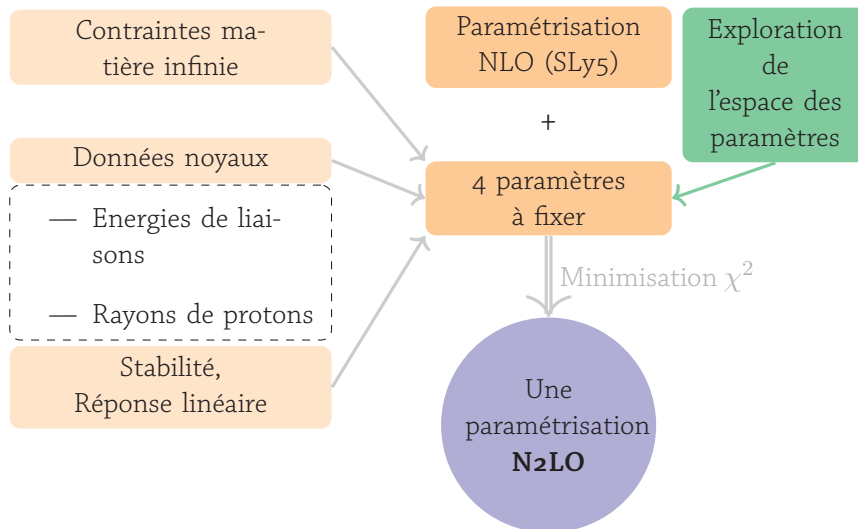 Contraintes ma-
tière infinie
Paramétrisation
NLO (SLy5)
Exploration
de
l'espace des
paramètres
+
Données noyaux
— Energies de liai-
sons
— Rayons de protons
4 paramètres
à fixer
Stabilité,
Réponse linéaire
Minimisation χ²
Une
paramétrisation
N2LO